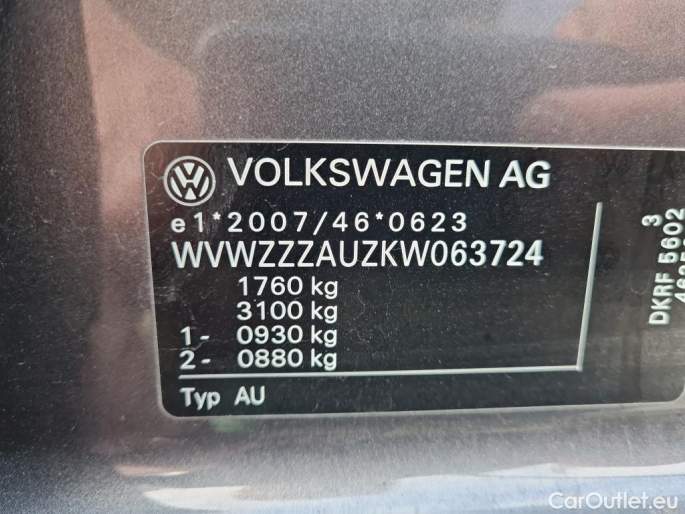 VOLKSWAGEN AG
e1*2007/46*0623
WVWZZZAUZKW063724
1760 kg
3100 kg
1- 0930 kg
2- 0880 kg
Typ AU
3
DKRF 5602
CarOutlet.eu